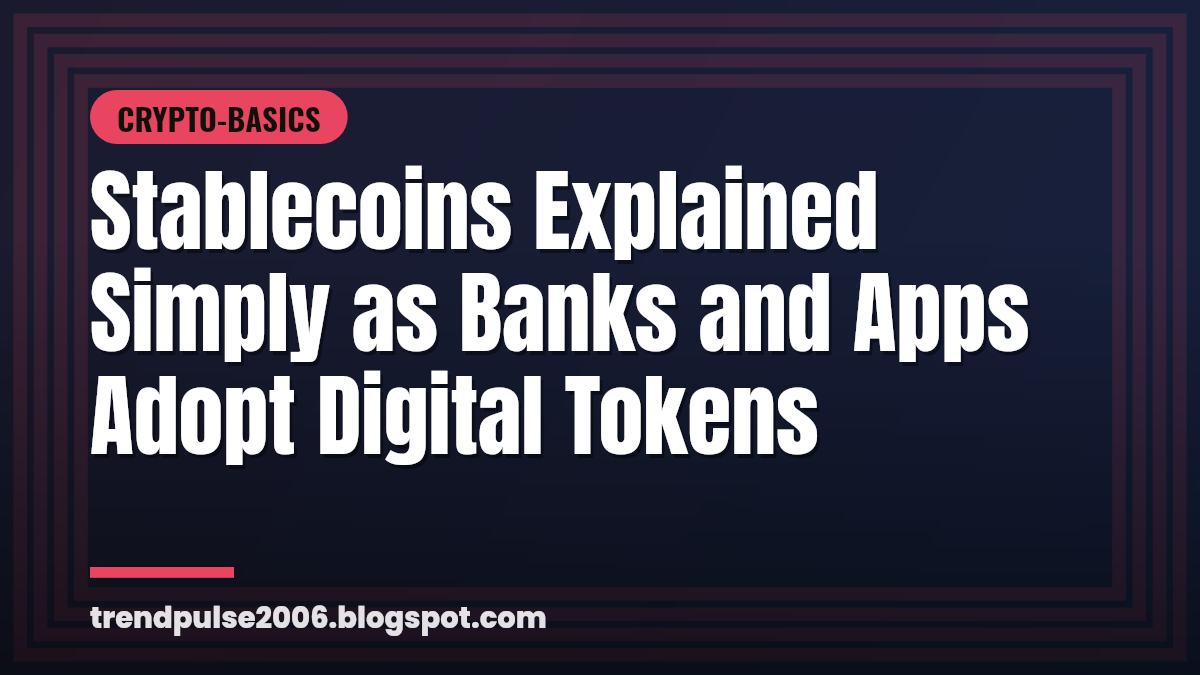 CRYPTO-BASICS
Stablecoins Explained
Simply as Banks and Apps
Adopt Digital Tokens
trendpulse2006.blogspot.com